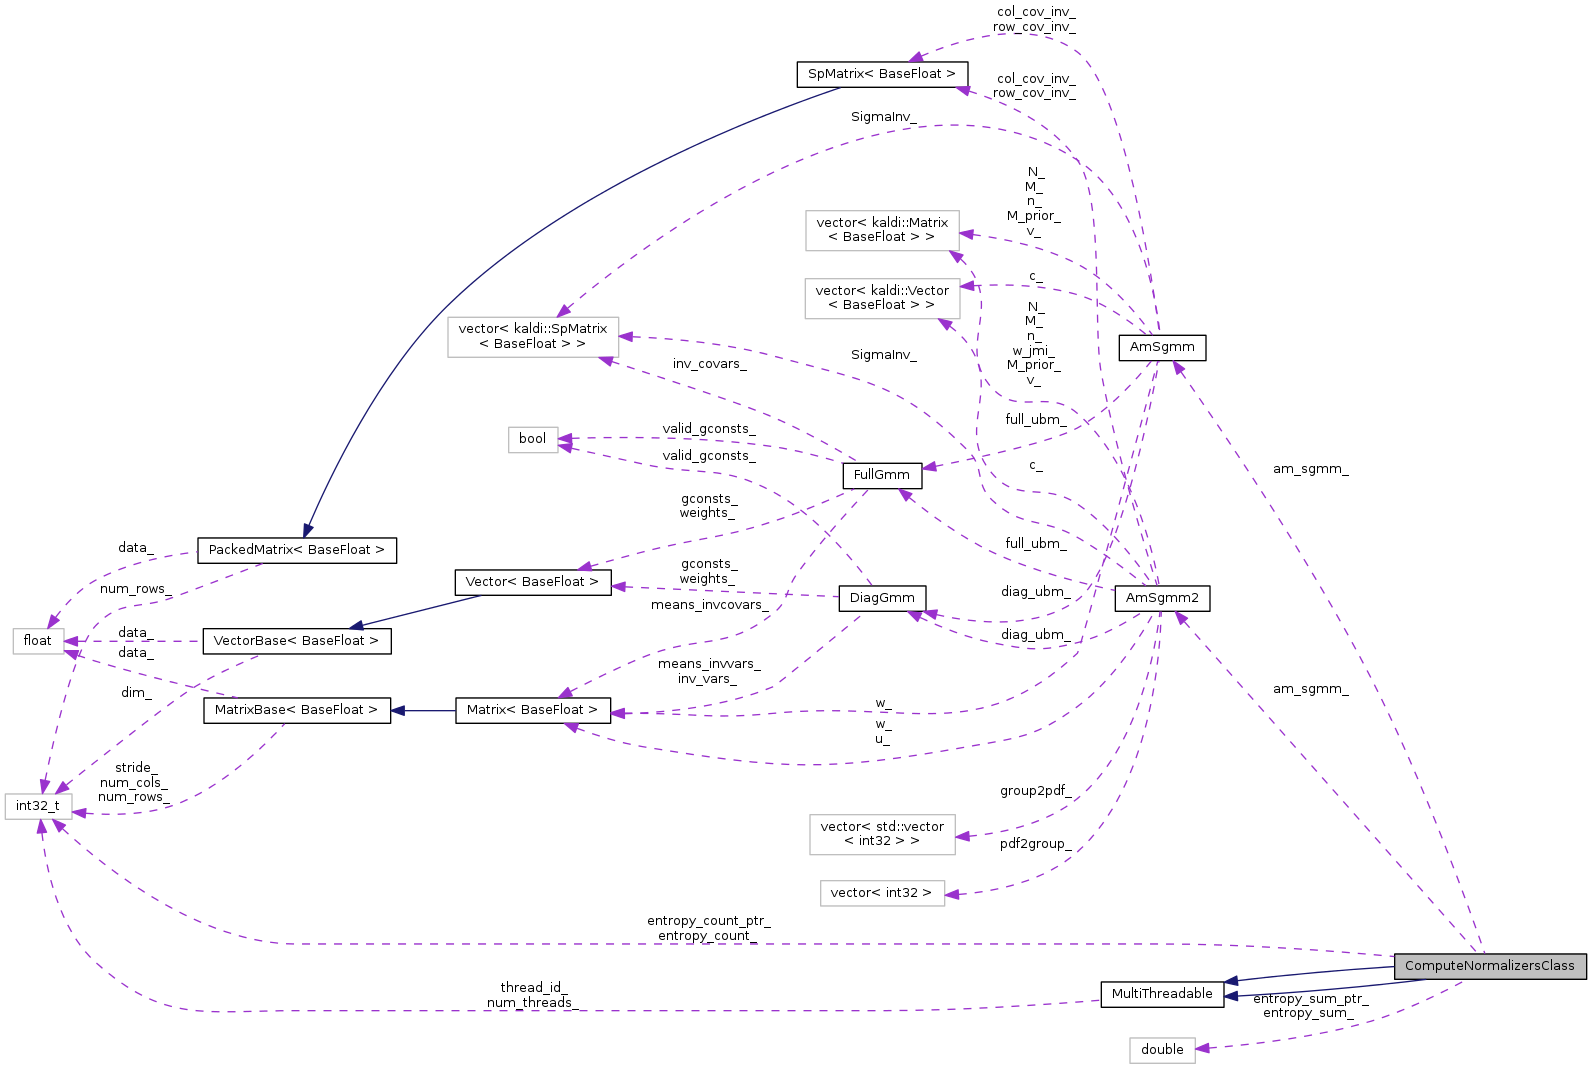 col_cov_inv_
row_cov_inv_
SpMatrix< BaseFloat >
col_cov_inv_
row_cov_inv_
SigmaInv_
N_
M_
n_
M_prior_
v_
vector< kaldi::Matrix
< BaseFloat > >
c_
vector< kaldi::Vector
< BaseFloat > >
N_
M_
n_
w_jmi_
M_prior_
v_
vector< kaldi::SpMatrix
< BaseFloat > >
AmSgmm
SigmaInv_
inv_covars_
full_ubm_
valid_gconsts_
bool
valid_gconsts_
c_
am_sgmm_
FullGmm
gconsts_
weights_
data_
PackedMatrix< BaseFloat >
full_ubm_
gconsts_
weights_
Vector< BaseFloat >
num_rows_
DiagGmm
diag_ubm_
AmSgmm2
means_invcovars_
data_
float
VectorBase< BaseFloat >
diag_ubm_
data_
means_invvars_
inv_vars_
dim_
am_sgmm_
MatrixBase< BaseFloat >
Matrix< BaseFloat >
w_
w_
u_
stride_
num_cols_
num_rows_
int32_t
group2pdf_
vector< std::vector
< int32 > >
pdf2group_
vector< int32 >
entropy_count_ptr_
entropy_count_
ComputeNormalizersClass
thread_id_
num_threads_
MultiThreadable
entropy_sum_ptr_
entropy_sum_
double